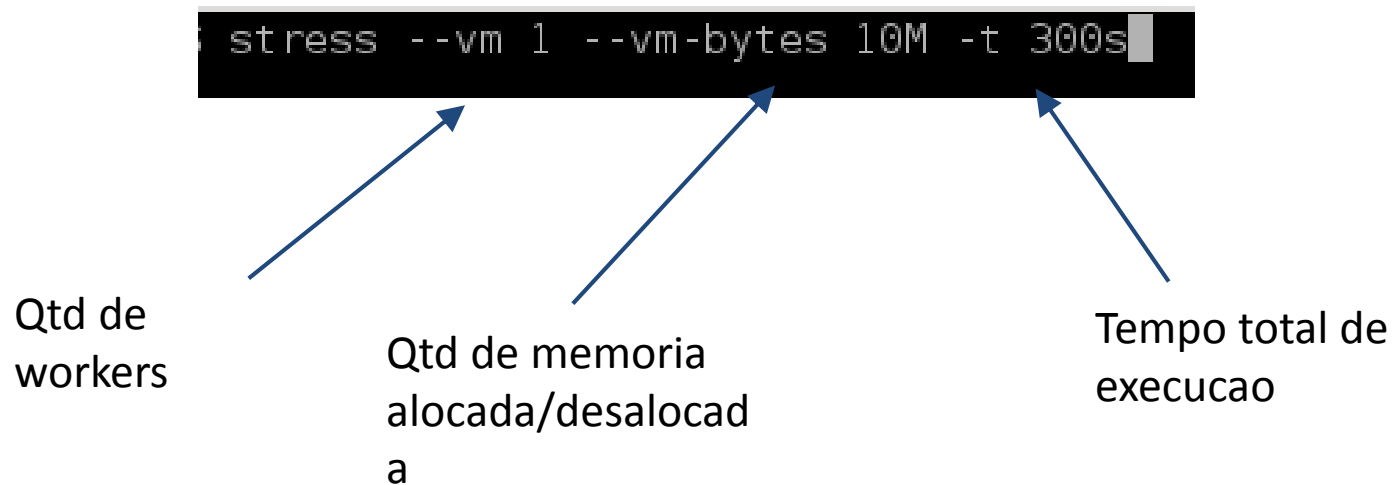 stress --vm 1 --vm-bytes 10M -t 300s
Qtd de
workers
Qtd de memoria
alocada/desalocad
a
Tempo total de
execucao